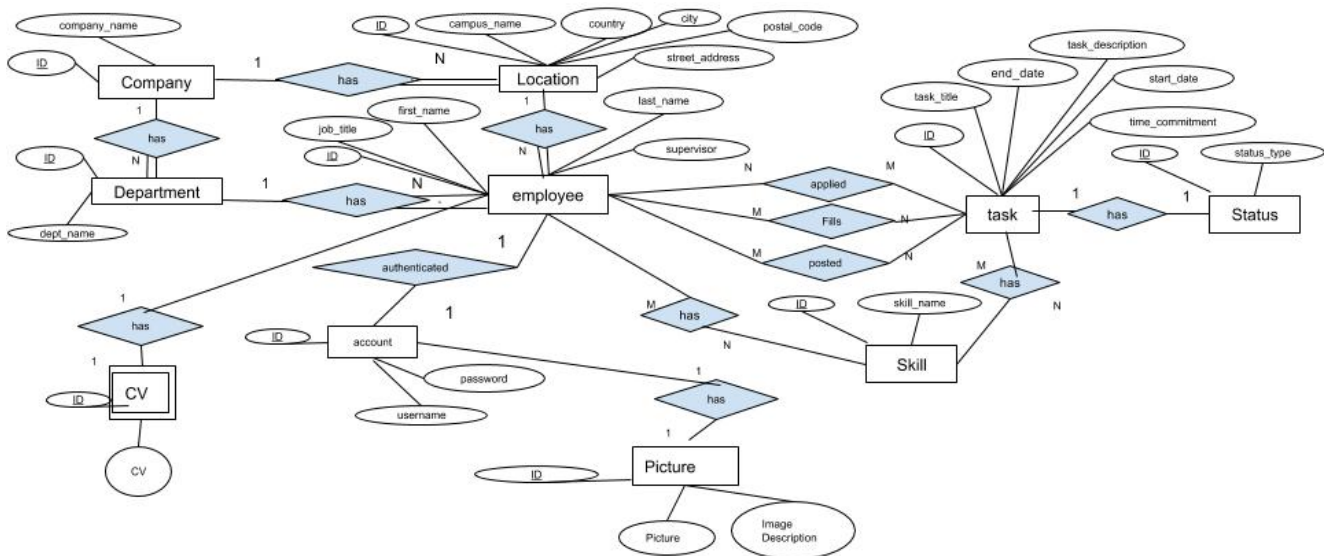 company_name
ID
Company
1
has
N
ID
campus_name
country
city
postal_code
street_address
Location
1
has
N
ID
Department
dept_name
1
has
N
1
has
N
first_name
job_title
ID
last_name
supervisor
employee
N
applied
M
M
Fills
N
M
posted
N
task_description
end_date
start_date
task_title
time_commitment
ID
task
1
has
1
ID
status_type
Status
M
has
N
ID
skill_name
Skill
M
has
N
1
authenticated
1
ID
account
password
username
1
has
1
ID
CV
CV
1
has
1
ID
Picture
Picture
Image
Description